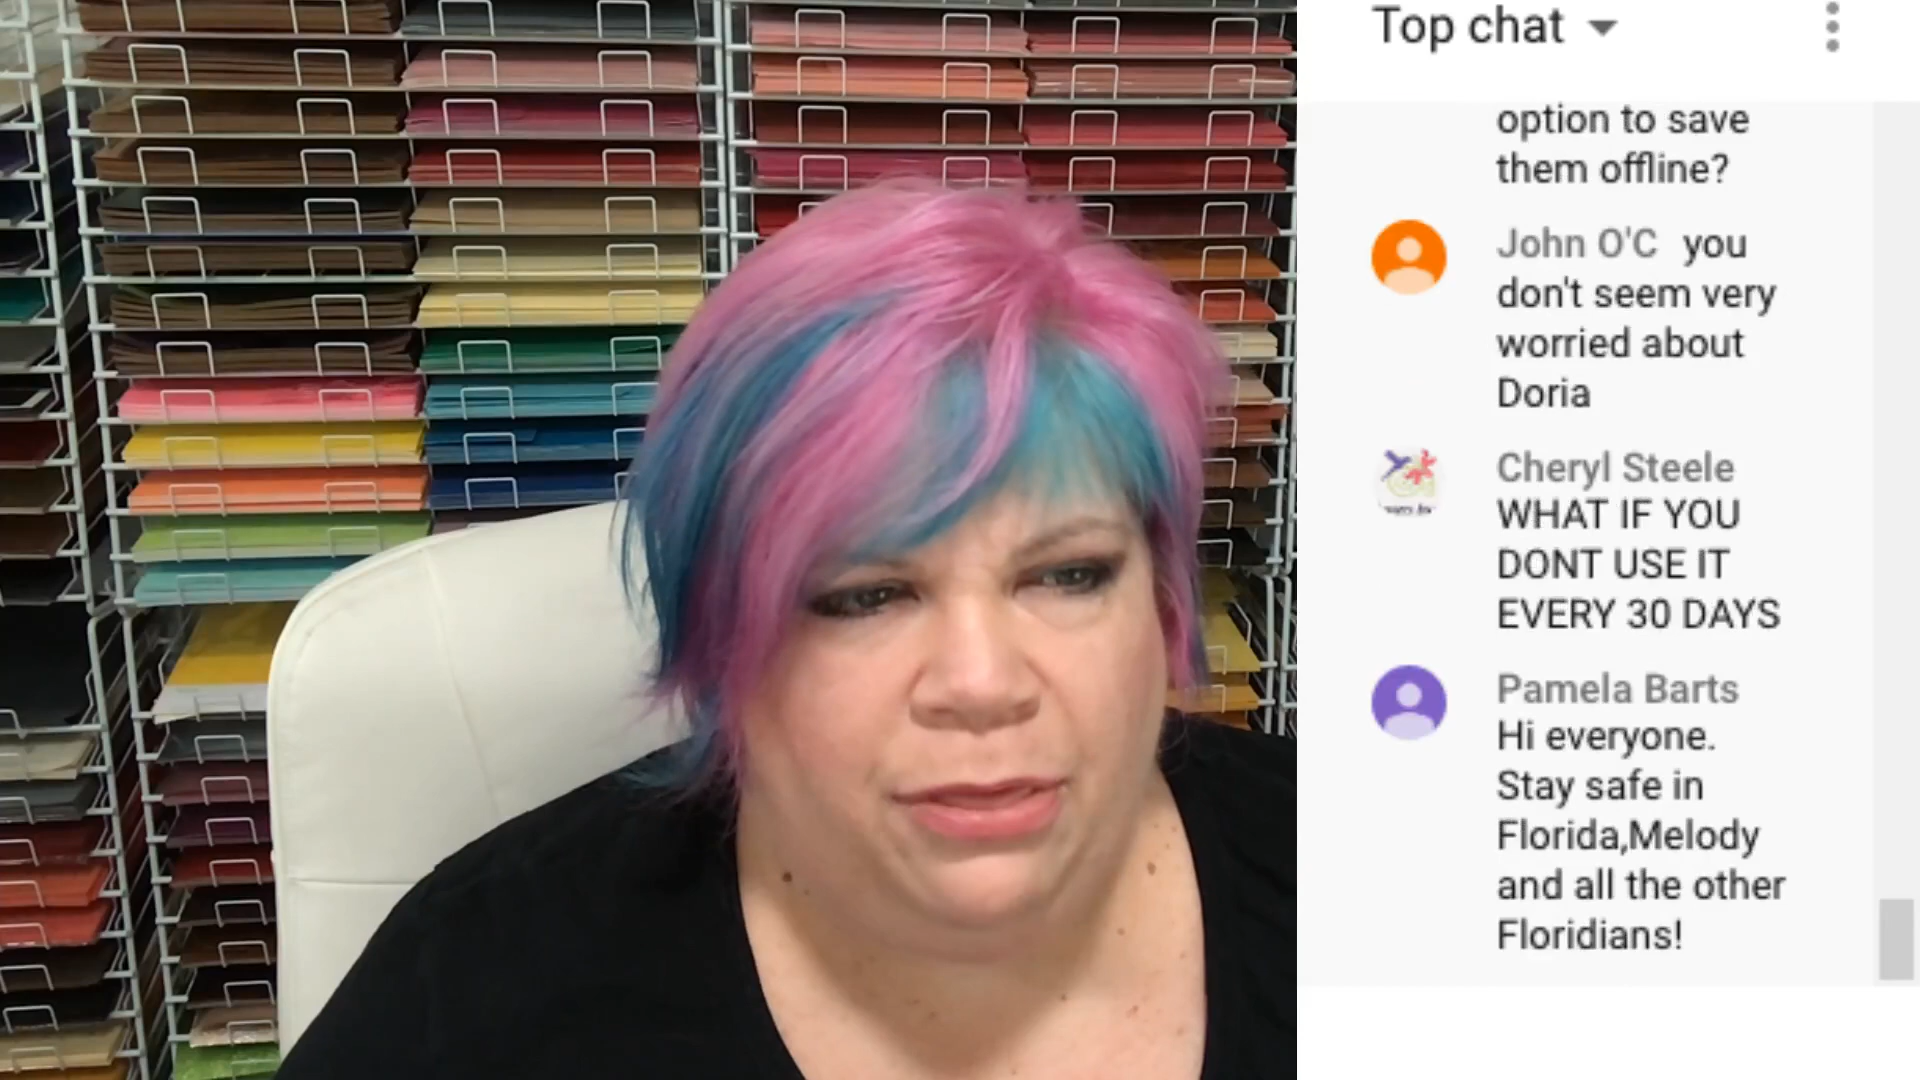 Top chat
option to save
them offline?
John O'C you
don't seem very
worried about
Doria
Cheryl Steele
WHAT IF YOU
DONT USE IT
EVERY 30 DAYS
Pamela Barts
Hi everyone.
Stay safe in
Florida,Melody
and all the other
Floridians!